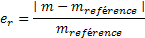 e_r = | m − m_référence | / m_référence